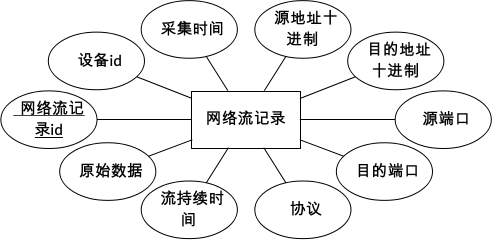 采集时间
源地址十
进制
设备id
目的地址
十进制
网络流记
录id
网络流记录
源端口
原始数据
目的端口
流持续时
间
协议